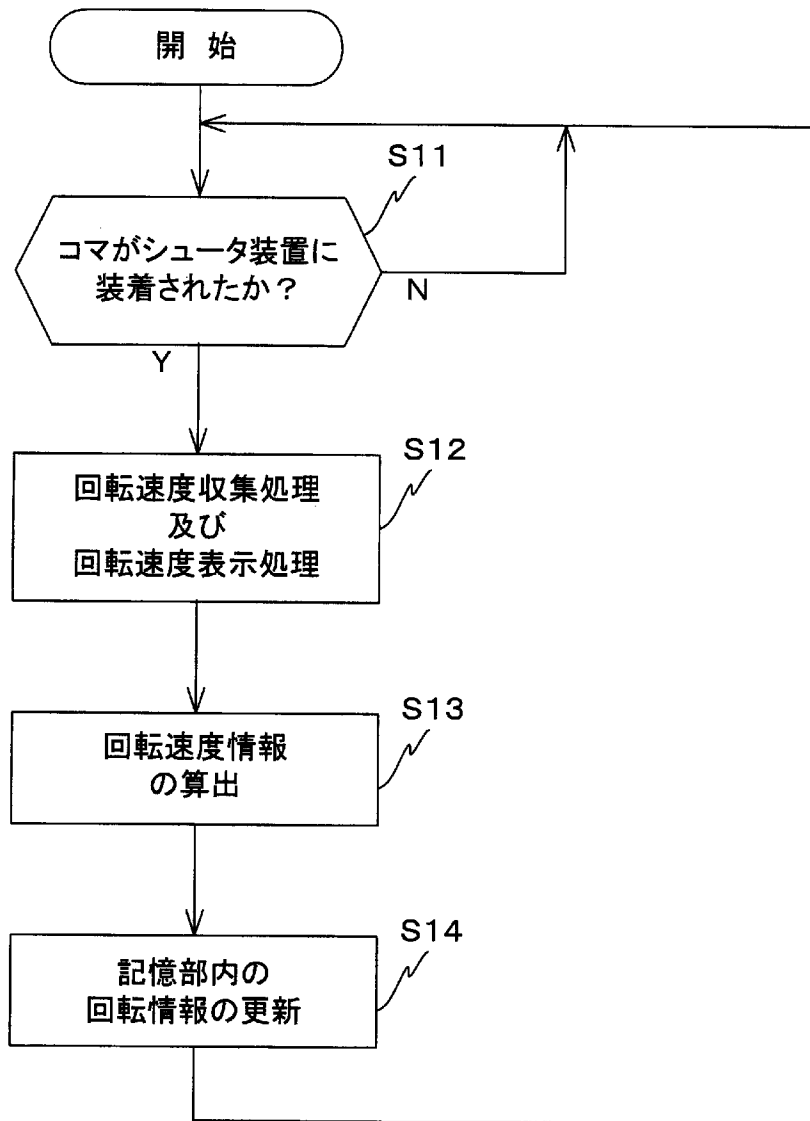 開 始
S11
コマがシュータ装置に
装着されたか？
N
Y
S12
回転速度収集処理
及び
回転速度表示処理
S13
回転速度情報
の算出
S14
記憶部内の
回転情報の更新